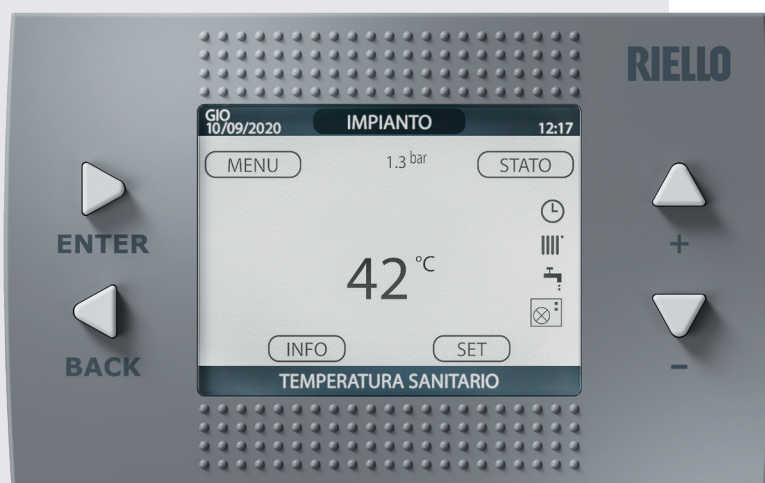 RIELLO
GIO
10/09/2020
IMPIANTO
12:17
MENU
1.3 bar
STATO
ENTER
+
42 °C
BACK
INFO
SET
-
TEMPERATURA SANITARIO